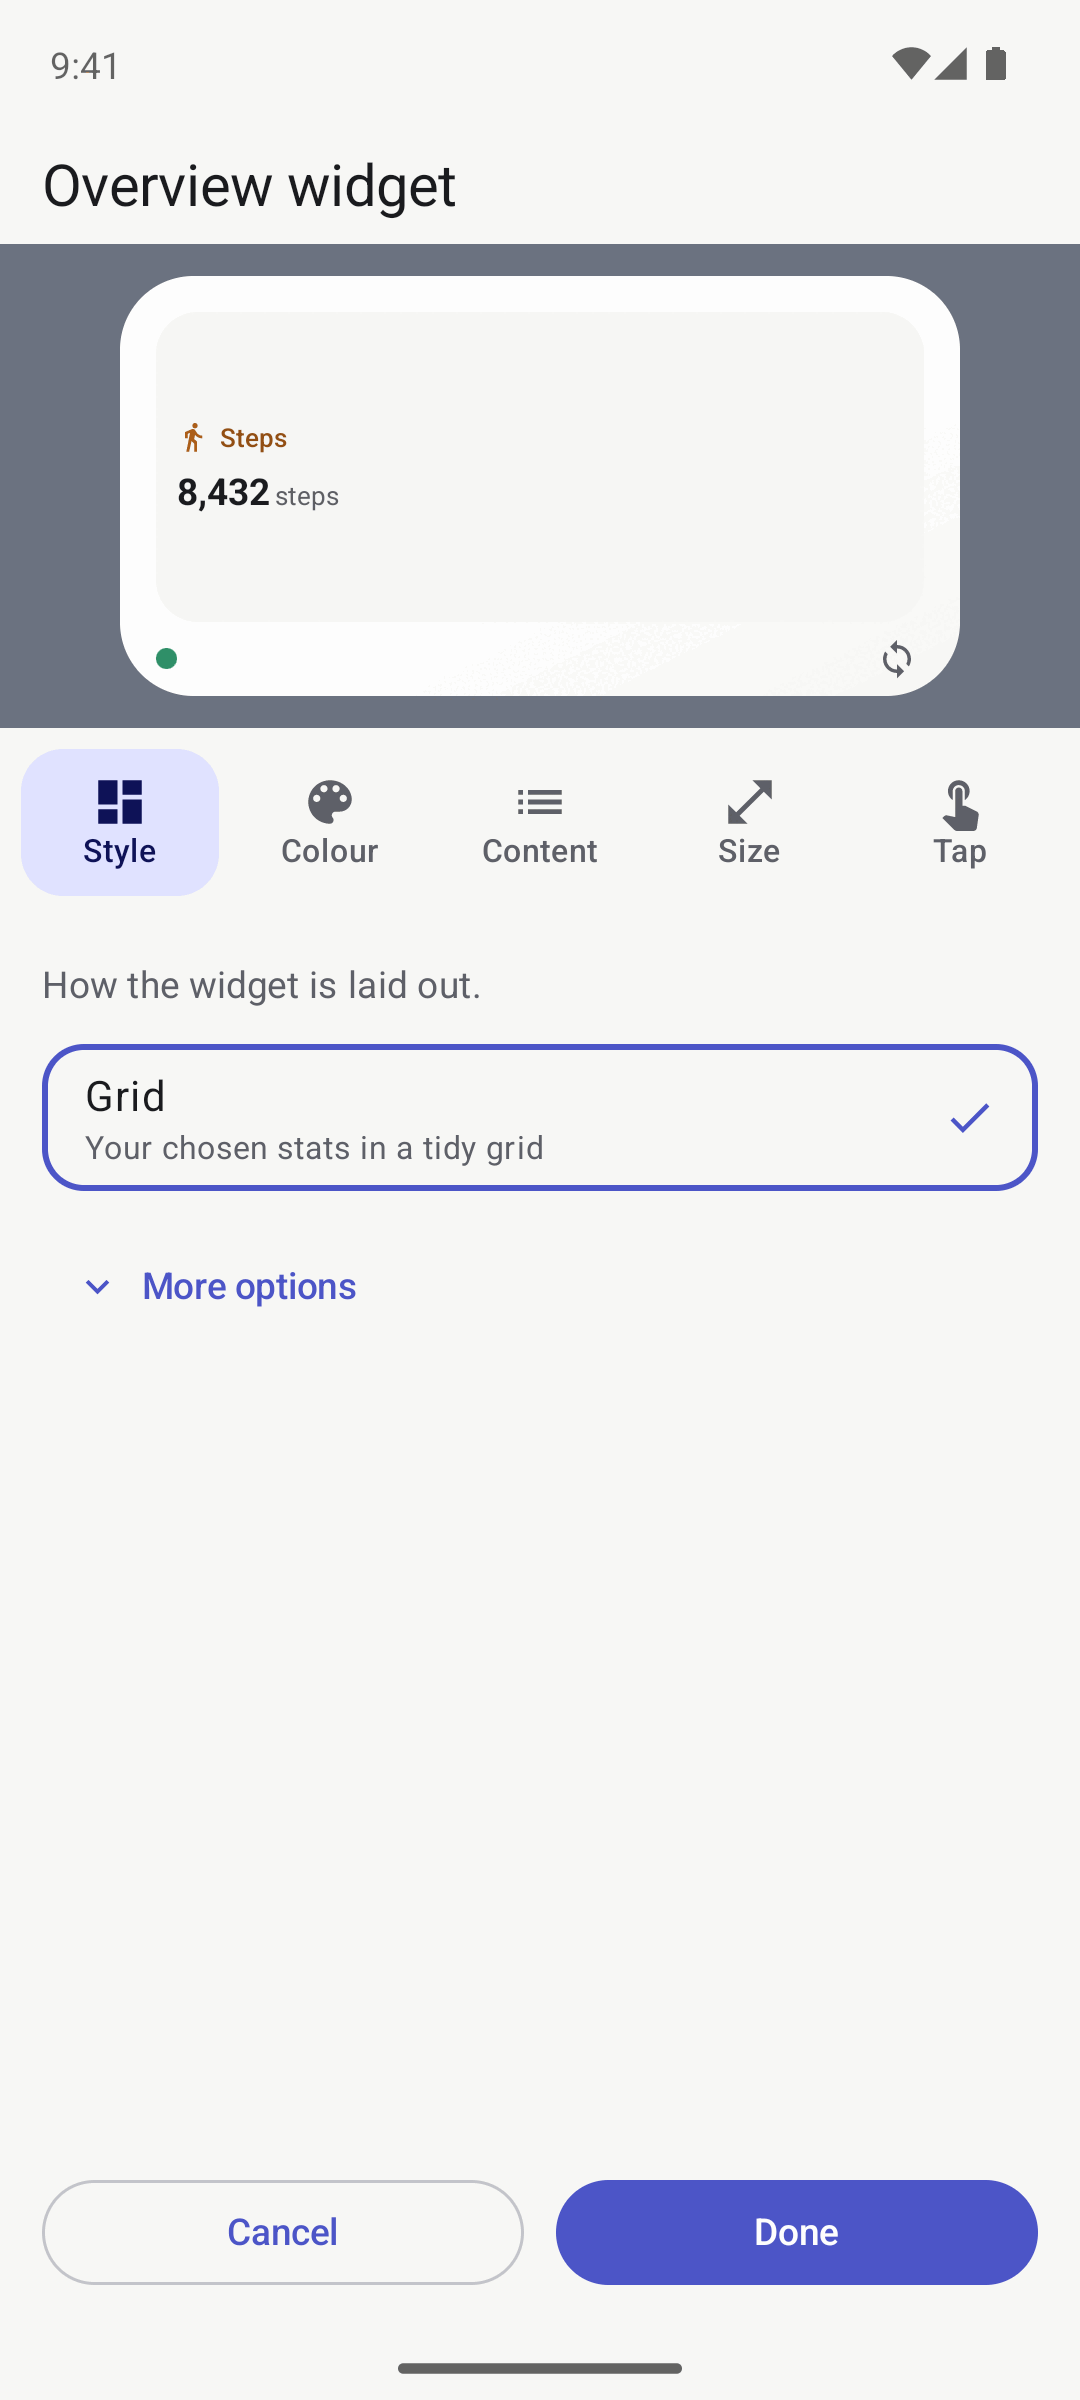 9:41
Overview widget
Steps
8,432 steps
Style
Colour
Content
Size
Tap
How the widget is laid out.
Grid
Your chosen stats in a tidy grid
More options
Cancel
Done